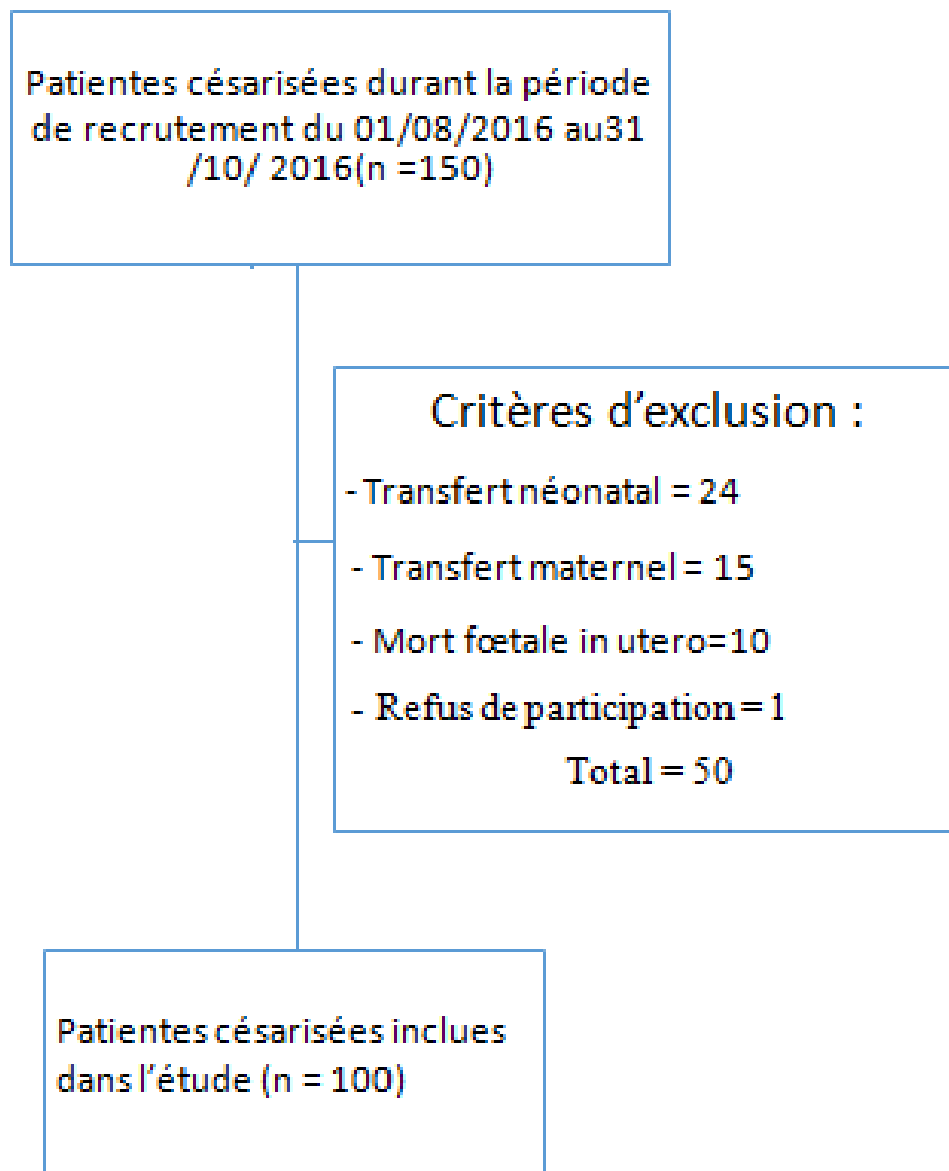 Patientes césarisées durant la période
de recrutement du 01/08/2016 au31
/10/ 2016(n =150)
Critères d'exclusion :
- Transfert néonatal = 24
- Transfert maternel = 15
- Mort fœtale in utero=10
- Refus de participation = 1
Total = 50
Patientes césarisées inclues
dans l'étude (n = 100)